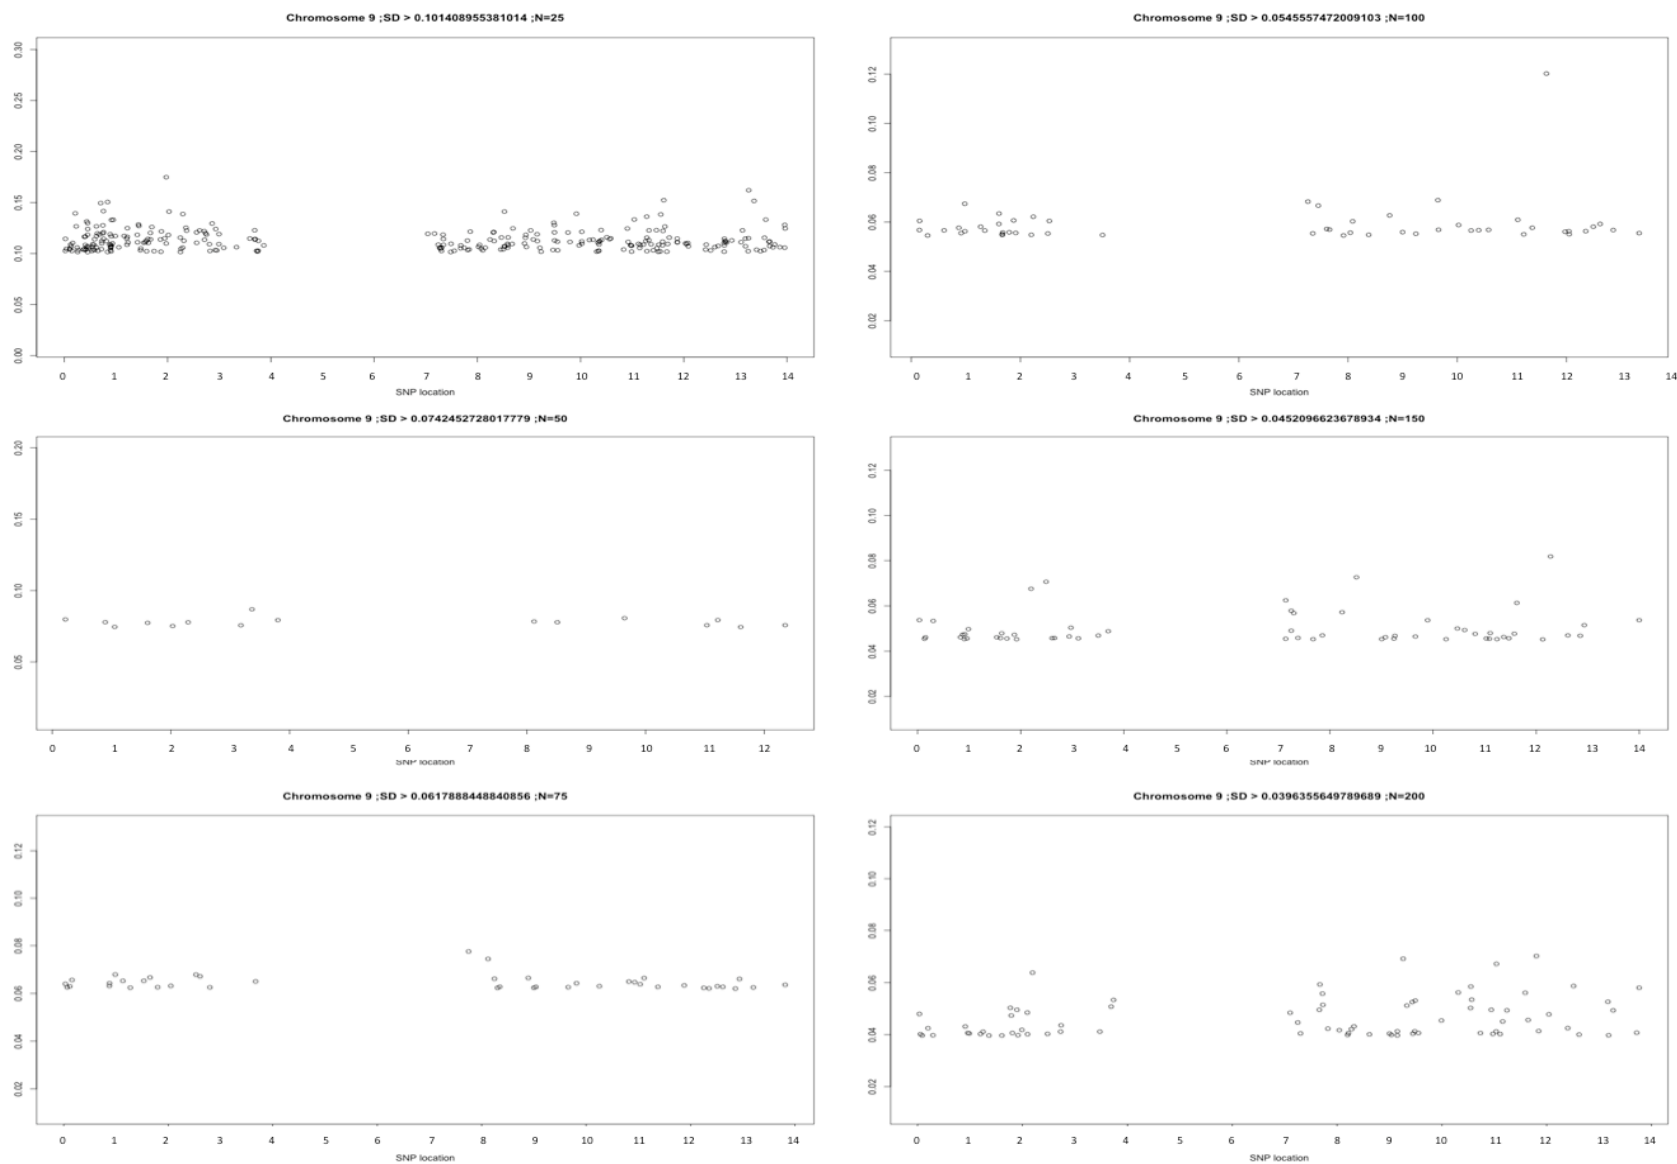 Chromosome 9 ;SD > 0.101408955381014 ;N=25
0.30
0.25
0.20
0.15
0.10
0.05
0.00
0 1 2 3 4 5 6 7 8 9 10 11 12 13 14
SNP location
Chromosome 9 ;SD > 0.0545557472009103 ;N=100
0.12
0.10
0.08
0.06
0.04
0.02
0 1 2 4 6 7 8 9 10 11 12 13 14
SNP location
Chromosome 9 ;SD > 0.0742452728017779 ;N=50
0.20
0.15
0.10
0.05
0 1 2 3 4 5 6 7 8 9 10 11 12
SNP location
Chromosome 9 ;SD > 0.0452096623678934 ;N=150
0.12
0.10
0.08
0.06
0.04
0.02
0 1 2 3 4 5 6 7 8 9 10 11 12 13 14
SNP location
Chromosome 9 ;SD > 0.0617888448840856 ;N=75
0.12
0.10
0.08
0.06
0.04
0.02
0 1 2 3 4 5 6 7 8 9 10 11 12 13 14
SNP location
Chromosome 9 ;SD > 0.0396355649789689 ;N=200
0.12
0.10
0.08
0.06
0.04
0.02
0 1 2 3 4 5 6 7 8 9 10 11 12 13 14
SNP location